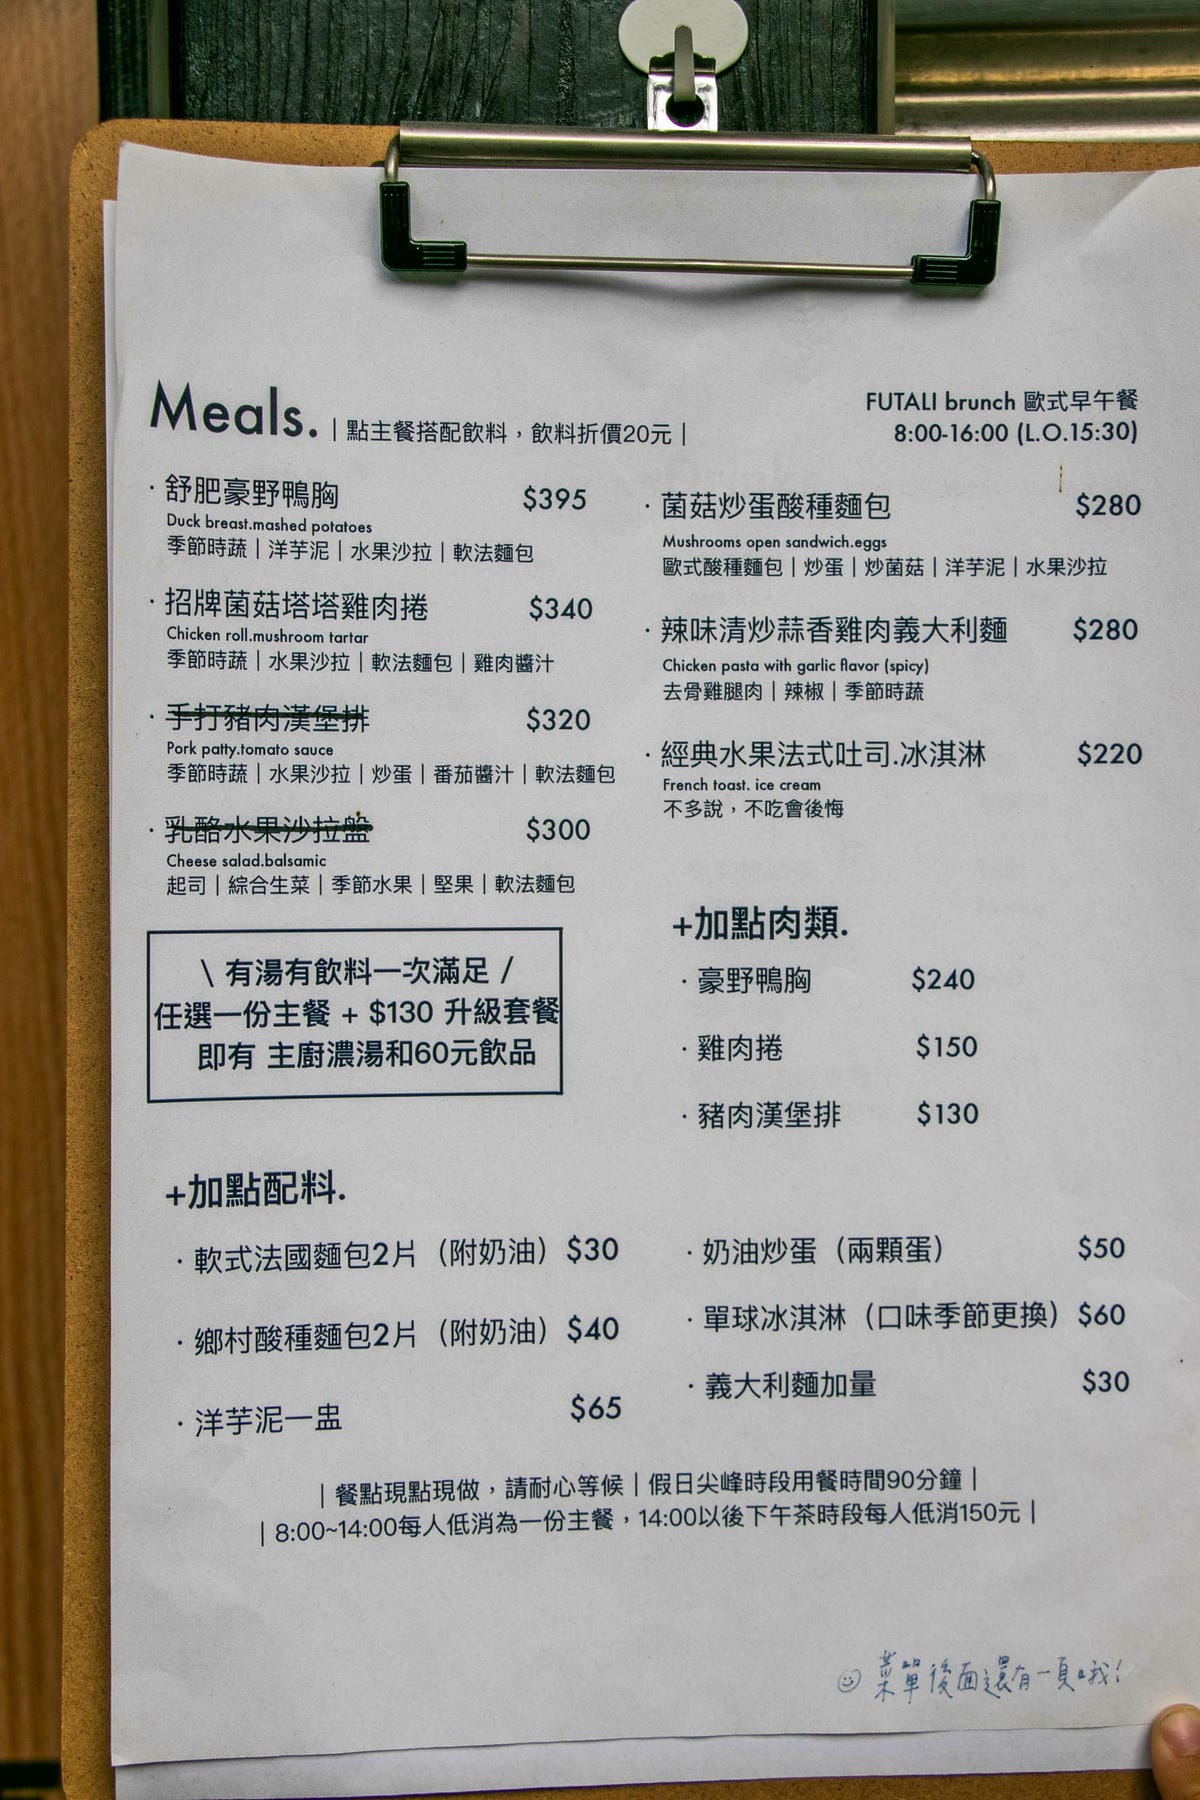 Meals. | 點主餐搭配飲料，飲料折價20元 |
FUTALI brunch 歐式早午餐
8:00-16:00 (L.O.15:30)
· 舒肥豪野鴨胸 $395
Duck breast.mashed potatoes
季節時蔬 | 洋芋泥 | 水果沙拉 | 軟法麵包
· 招牌菌菇塔塔雞肉捲 $340
Chicken roll.mushroom tartar
季節時蔬 | 水果沙拉 | 軟法麵包 | 雞肉醬汁
· 手打豬肉漢堡排 $320
Pork patty.tomato sauce
季節時蔬 | 水果沙拉 | 炒蛋 | 番茄醬汁 | 軟法麵包
· 乳酪水果沙拉盤 $300
Cheese salad.balsamic
起司 | 綜合生菜 | 季節水果 | 堅果 | 軟法麵包
\ 有湯有飲料一次滿足 /
任選一份主餐 + $130 升級套餐
即有 主廚濃湯和60元飲品
· 菌菇炒蛋酸種麵包 $280
Mushrooms open sandwich.eggs
歐式酸種麵包 | 炒蛋 | 炒菌菇 | 洋芋泥 | 水果沙拉
· 辣味清炒蒜香雞肉義大利麵 $280
Chicken pasta with garlic flavor (spicy)
去骨雞腿肉 | 辣椒 | 季節時蔬
· 經典水果法式吐司.冰淇淋 $220
French toast. ice cream
不多說，不吃會後悔
+加點肉類.
· 豪野鴨胸 $240
· 雞肉捲 $150
· 豬肉漢堡排 $130
+加點配料.
· 軟式法國麵包2片（附奶油）$30
· 鄉村酸種麵包2片（附奶油）$40
· 洋芋泥一盅 $65
· 奶油炒蛋（兩顆蛋） $50
· 單球冰淇淋（口味季節更換）$60
· 義大利麵加量 $30
| 餐點現點現做，請耐心等候 | 假日尖峰時段用餐時間90分鐘 |
| 8:00~14:00每人低消為一份主餐，14:00以後下午茶時段每人低消150元 |
菜單後面還有一頁哦！